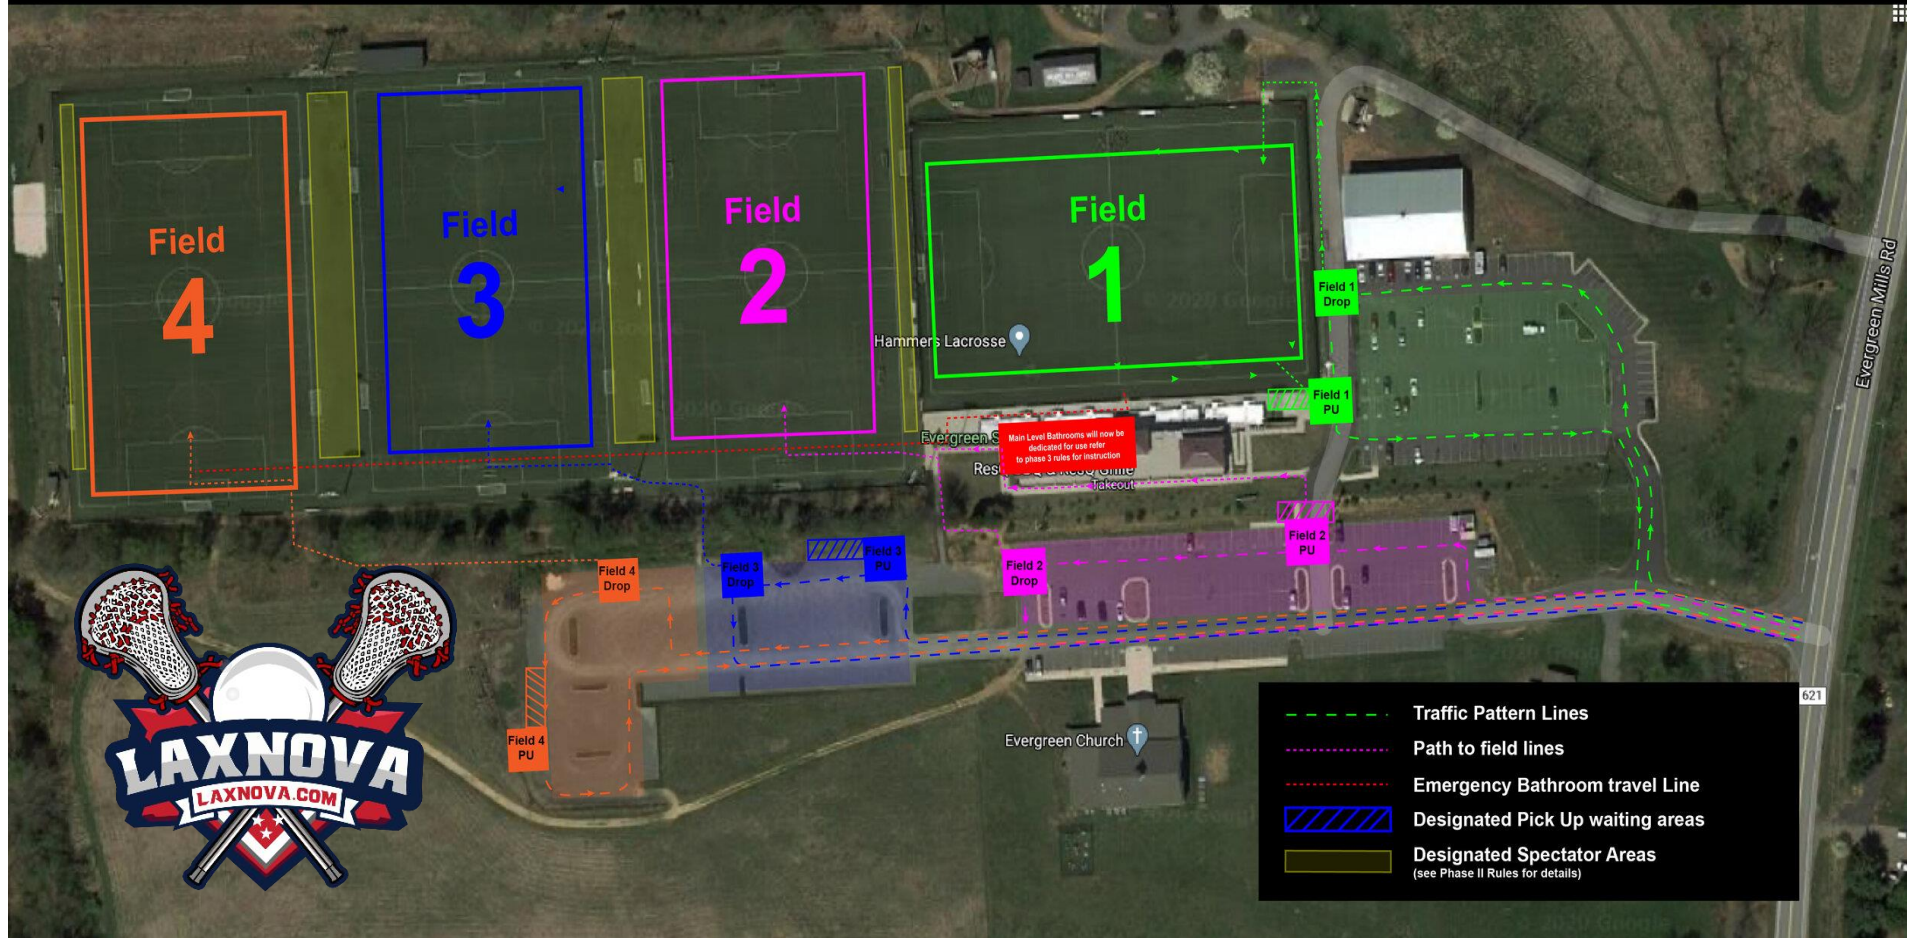 Field
4
Field
3
Field
2
Field
1
Hammers Lacrosse
Field 1
Drop
Field 1
PU
Evergreen S
Main Level Bathrooms will now be
dedicated for use refer
to phase 3 rules for instruction
Takeout
Field 2
PU
Field 2
Drop
Field 3
PU
Field 3
Drop
Field 4
Drop
Field 4
PU
Evergreen Mills Rd
621
Evergreen Church
LAXNOVA
LAXNOVA.COM
Traffic Pattern Lines
Path to field lines
Emergency Bathroom travel Line
Designated Pick Up waiting areas
Designated Spectator Areas
(see Phase II Rules for details)